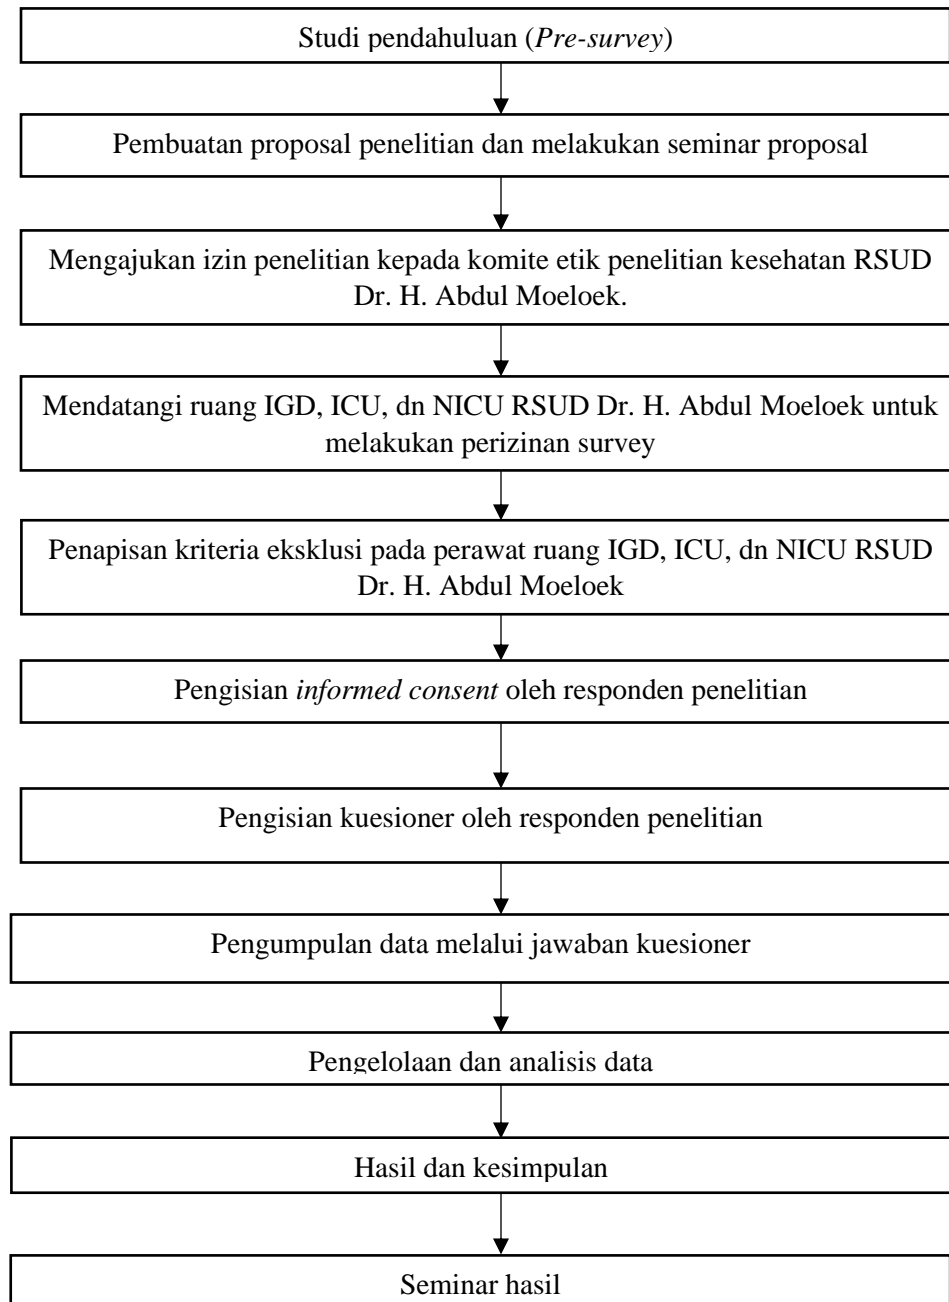 Studi pendahuluan (Pre-survey)
Pembuatan proposal penelitian dan melakukan seminar proposal
Mengajukan izin penelitian kepada komite etik penelitian kesehatan RSUD
Dr. H. Abdul Moeloek.
Mendatangi ruang IGD, ICU, dn NICU RSUD Dr. H. Abdul Moeloek untuk
melakukan perizinan survey
Penapisan kriteria eksklusi pada perawat ruang IGD, ICU, dn NICU RSUD
Dr. H. Abdul Moeloek
Pengisian informed consent oleh responden penelitian
Pengisian kuesioner oleh responden penelitian
Pengumpulan data melalui jawaban kuesioner
Pengelolaan dan analisis data
Hasil dan kesimpulan
Seminar hasil